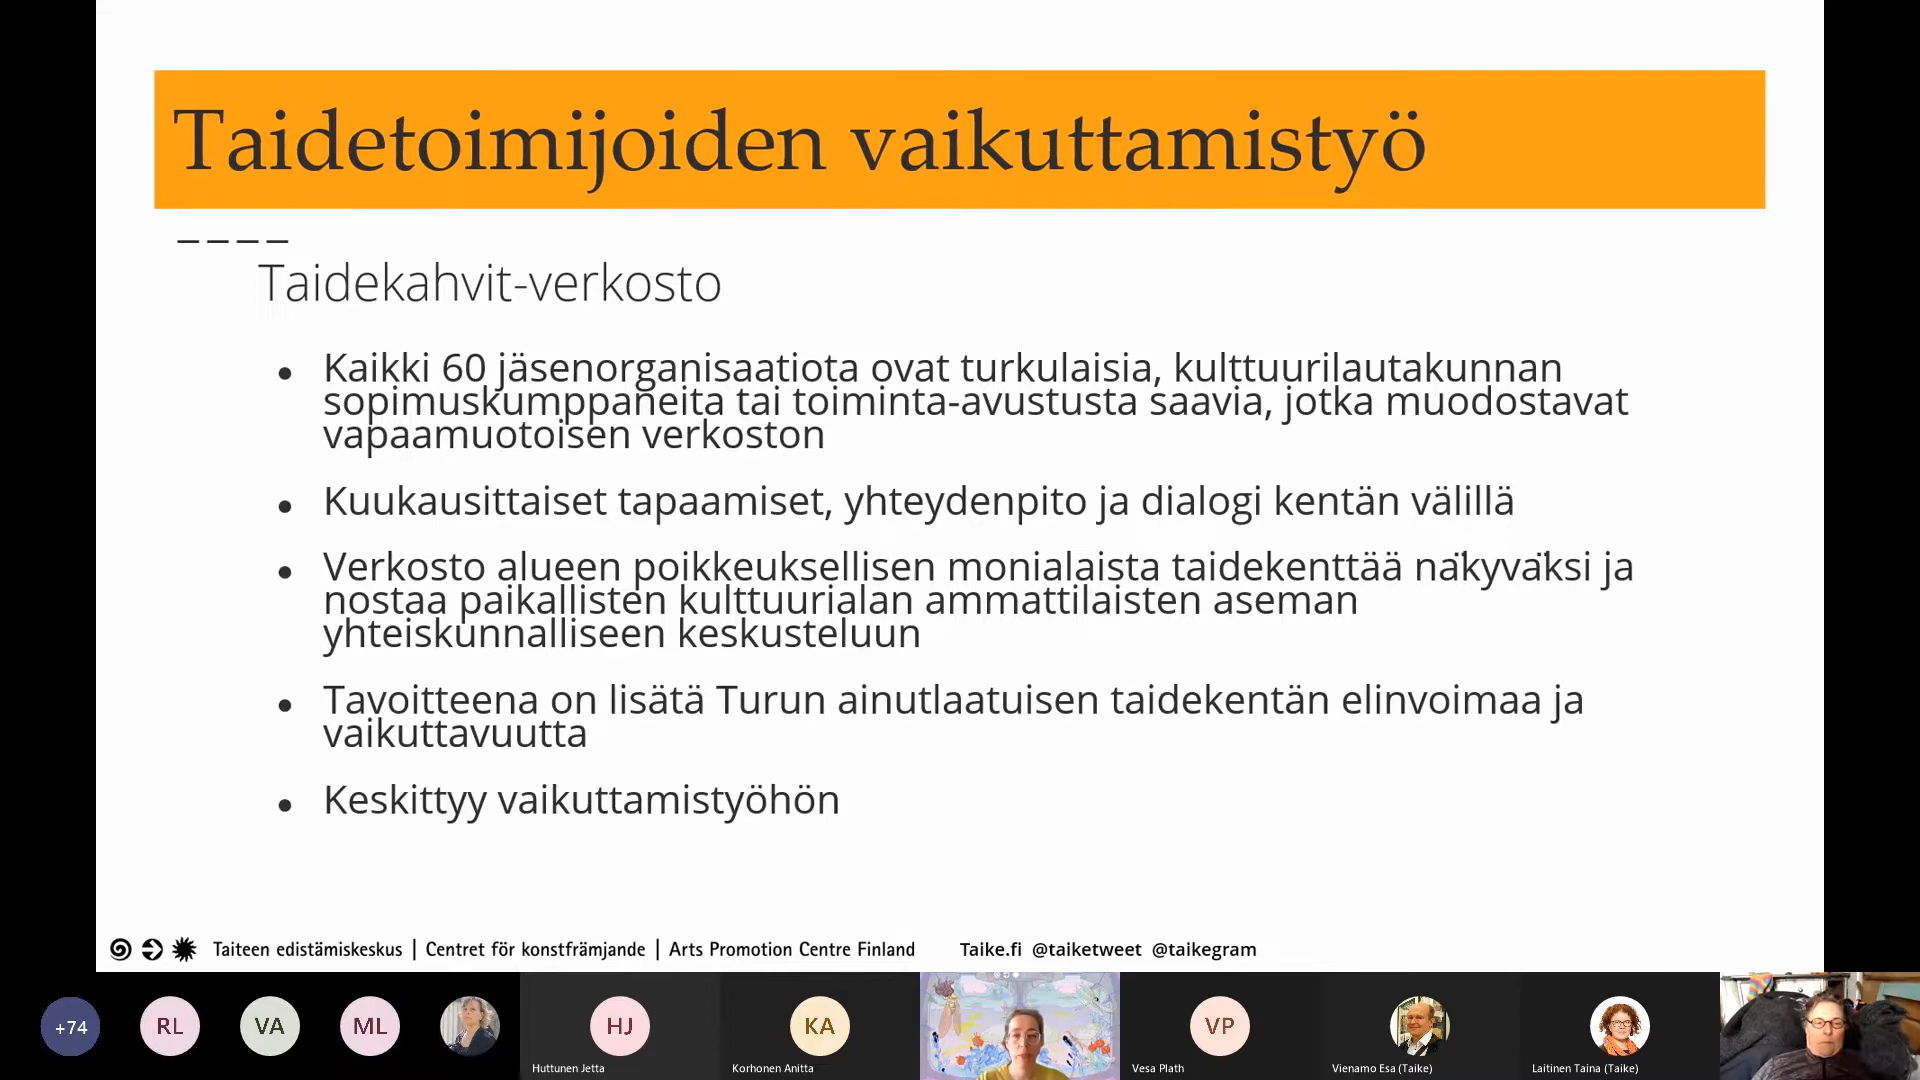 Taidetoimijoiden vaikuttamistyö
– – – –
Taidekahvit-verkosto
● Kaikki 60 jäsenorganisaatiota ovat turkulaisia, kulttuurilautakunnan
sopimuskumppaneita tai toiminta-avustusta saavia, jotka muodostavat
vapaamuotoisen verkoston
● Kuukausittaiset tapaamiset, yhteydenpito ja dialogi kentän välillä
● Verkosto alueen poikkeuksellisen monialaista taidekenttää näkyväksi ja
nostaa paikallisten kulttuurialan ammattilaisten aseman
yhteiskunnalliseen keskusteluun
● Tavoitteena on lisätä Turun ainutlaatuisen taidekentän elinvoimaa ja
vaikuttavuutta
● Keskittyy vaikuttamistyöhön
Taiteen edistämiskeskus | Centret för konstfrämjande | Arts Promotion Centre Finland Taike.fi @taiketweet @taikegram
+74 RL VA ML HJ KA VP
Huttunen Jetta Korhonen Anitta Vesa Plath Vienamo Esa (Taike) Laitinen Taina (Taike)